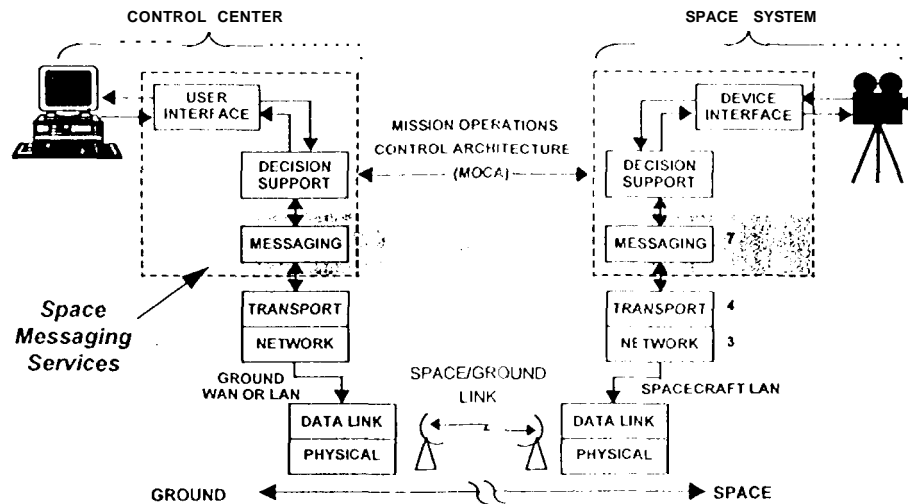 CONTROL CENTER
SPACE SYSTEM
USER
INTERFACE
DEVICE
INTERFACE
MISSION OPERATIONS
CONTROL ARCHITECTURE
(MOCA)
DECISION
SUPPORT
DECISION
SUPPORT
MESSAGING
MESSAGING
7
Space
Messaging
Services
TRANSPORT
NETWORK
TRANSPORT
4
NETWORK
3
GROUND
WAN OR LAN
SPACE/GROUND
LINK
SPACECRAFT LAN
DATA LINK
PHYSICAL
DATA LINK
PHYSICAL
GROUND
SPACE